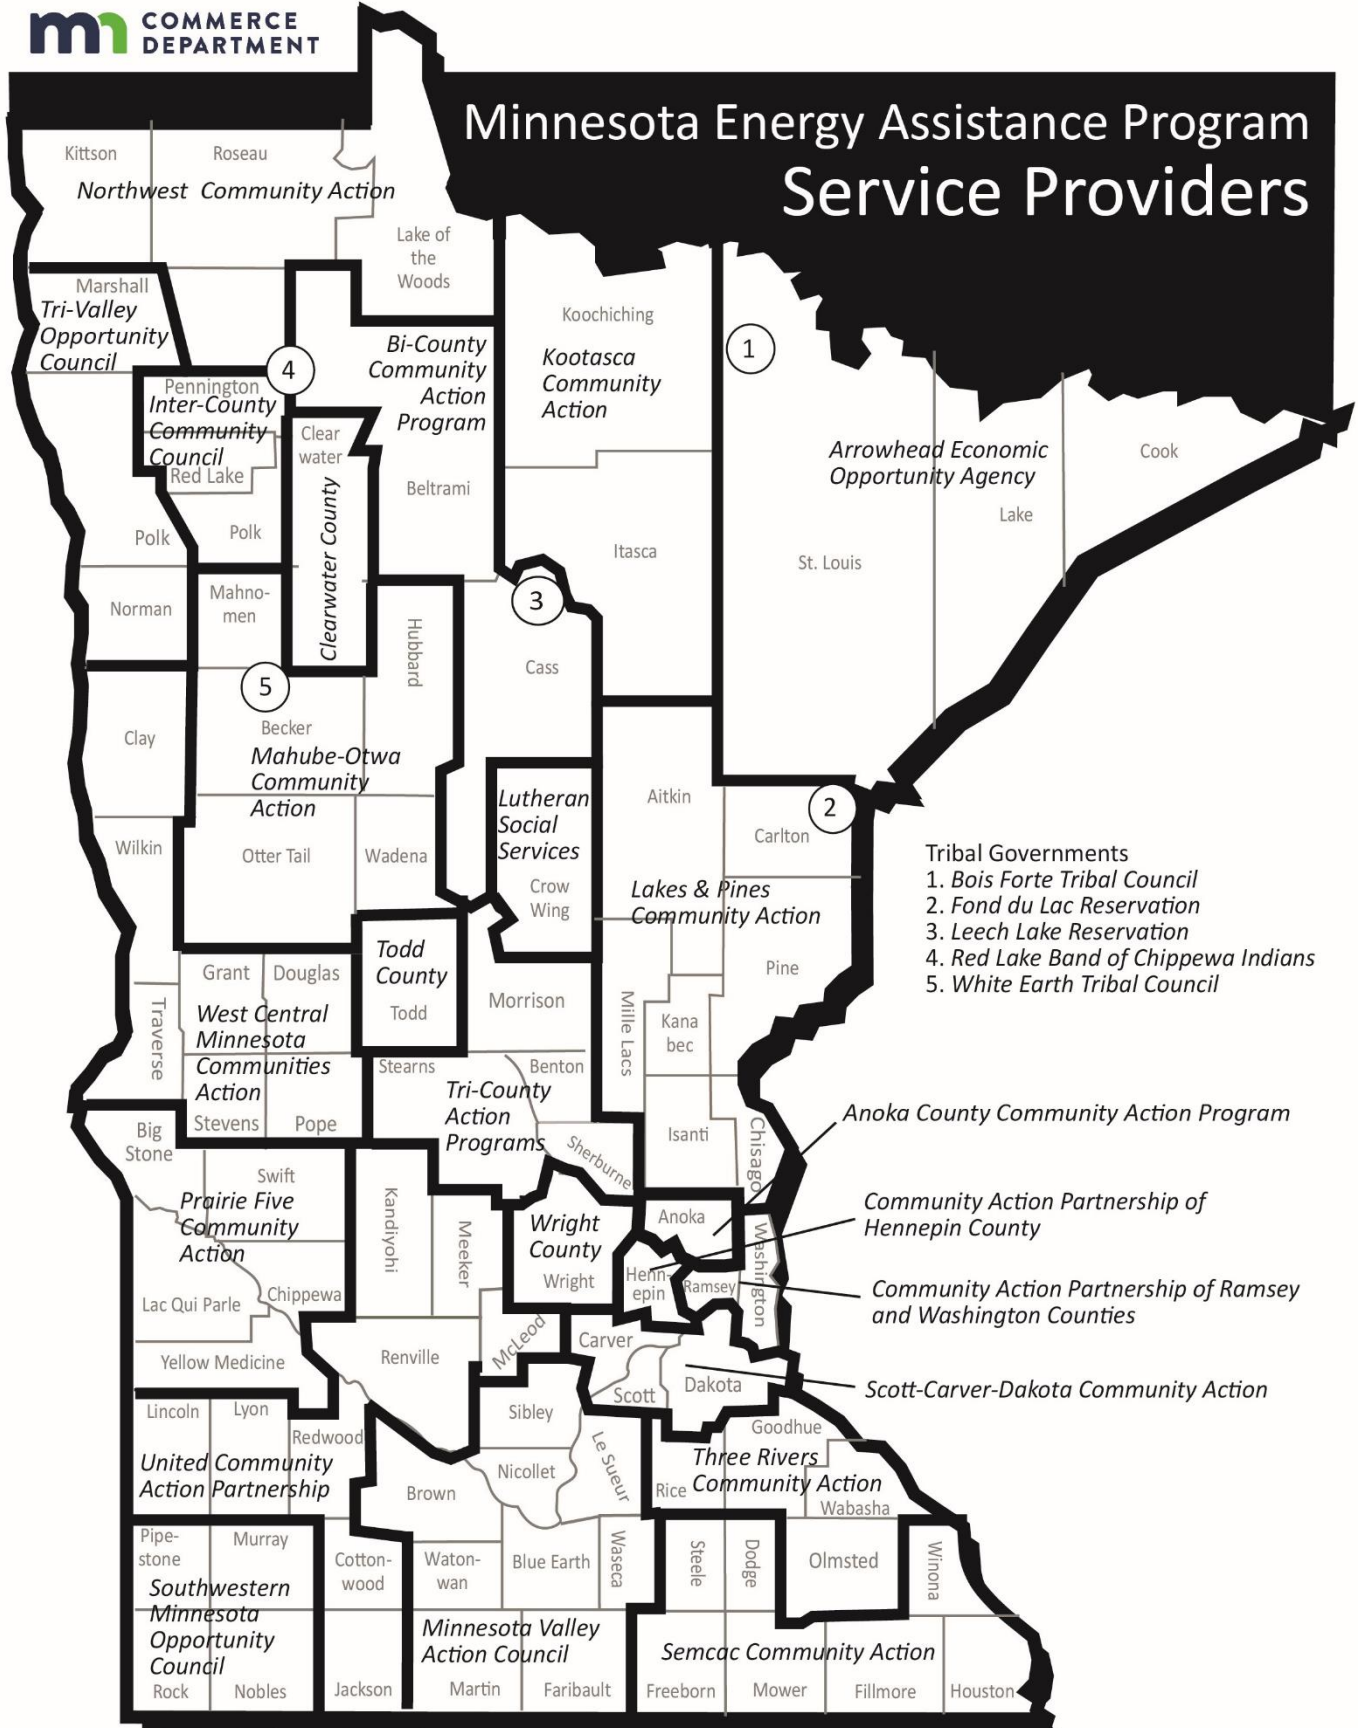 mn COMMERCE
DEPARTMENT
Minnesota Energy Assistance Program
Service Providers
Kittson
Roseau
Northwest Community Action
Lake of
the
Woods
Marshall
Tri-Valley
Opportunity
Council
4
Pennington
Inter-County
Community
Council
Red Lake
Polk
Polk
Clear
water
Clearwater County
Bi-County
Community
Action
Program
Beltrami
Koochiching
Kootasca
Community
Action
Itasca
1
Arrowhead Economic
Opportunity Agency
Cook
Lake
St. Louis
Norman
Mahno-
men
Hubbard
3
Cass
5
Clay
Becker
Mahube-Otwa
Community
Action
Wilkin
Otter Tail
Wadena
Lutheran
Social
Services
Crow
Wing
Aitkin
2
Carlton
Lakes & Pines
Community Action
Pine
Tribal Governments
1. Bois Forte Tribal Council
2. Fond du Lac Reservation
3. Leech Lake Reservation
4. Red Lake Band of Chippewa Indians
5. White Earth Tribal Council
Todd
County
Todd
Grant
Douglas
West Central
Minnesota
Communities
Action
Traverse
Stevens
Pope
Morrison
Mille Lacs
Kana
bec
Stearns
Benton
Tri-County
Action
Programs
Sherburne
Isanti
Chisago
Anoka County Community Action Program
Big
Stone
Swift
Prairie Five
Community
Action
Lac Qui Parle
Chippewa
Yellow Medicine
Kandiyohi
Meeker
Wright
County
Wright
Anoka
Washington
Henn-
epin
Ramsey
Community Action Partnership of
Hennepin County
Community Action Partnership of Ramsey
and Washington Counties
McLeod
Renville
Carver
Scott
Dakota
Scott-Carver-Dakota Community Action
Lincoln
Lyon
Redwood
United Community
Action Partnership
Sibley
Nicollet
Le Sueur
Brown
Goodhue
Three Rivers
Community Action
Rice
Wabasha
Pipe-
stone
Murray
Southwestern
Minnesota
Opportunity
Council
Rock
Nobles
Cotton-
wood
Jackson
Waton-
wan
Blue Earth
Waseca
Minnesota Valley
Action Council
Martin
Faribault
Steele
Dodge
Olmsted
Winona
Semcac Community Action
Freeborn
Mower
Fillmore
Houston